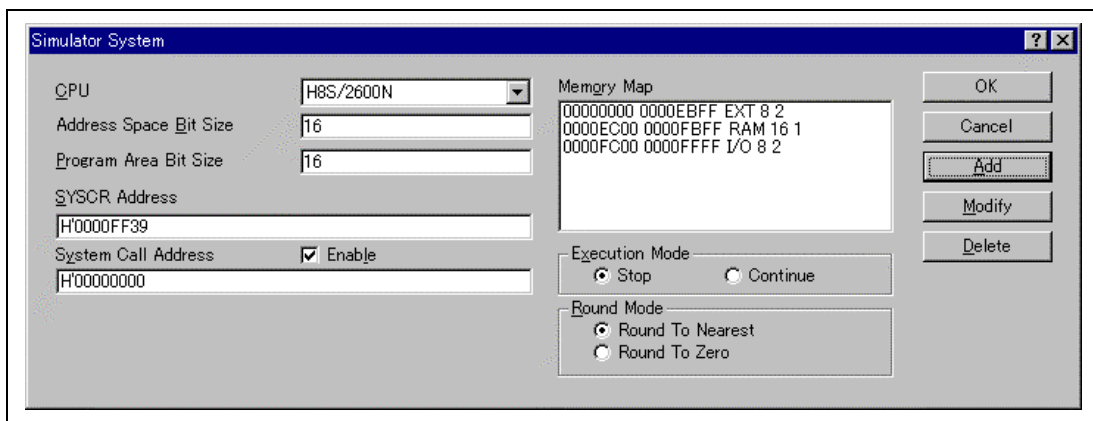 Simulator System
CPU
H8S/2600N
Address Space Bit Size
16
Program Area Bit Size
16
SYSCR Address
H'0000FF39
System Call Address
Enable
H'00000000
Memory Map
00000000 0000EBFF EXT 8 2
0000EC00 0000FBFF RAM 16 1
0000FC00 0000FFFF I/O 8 2
Execution Mode
Stop
Continue
Round Mode
Round To Nearest
Round To Zero
OK
Cancel
Add
Modify
Delete